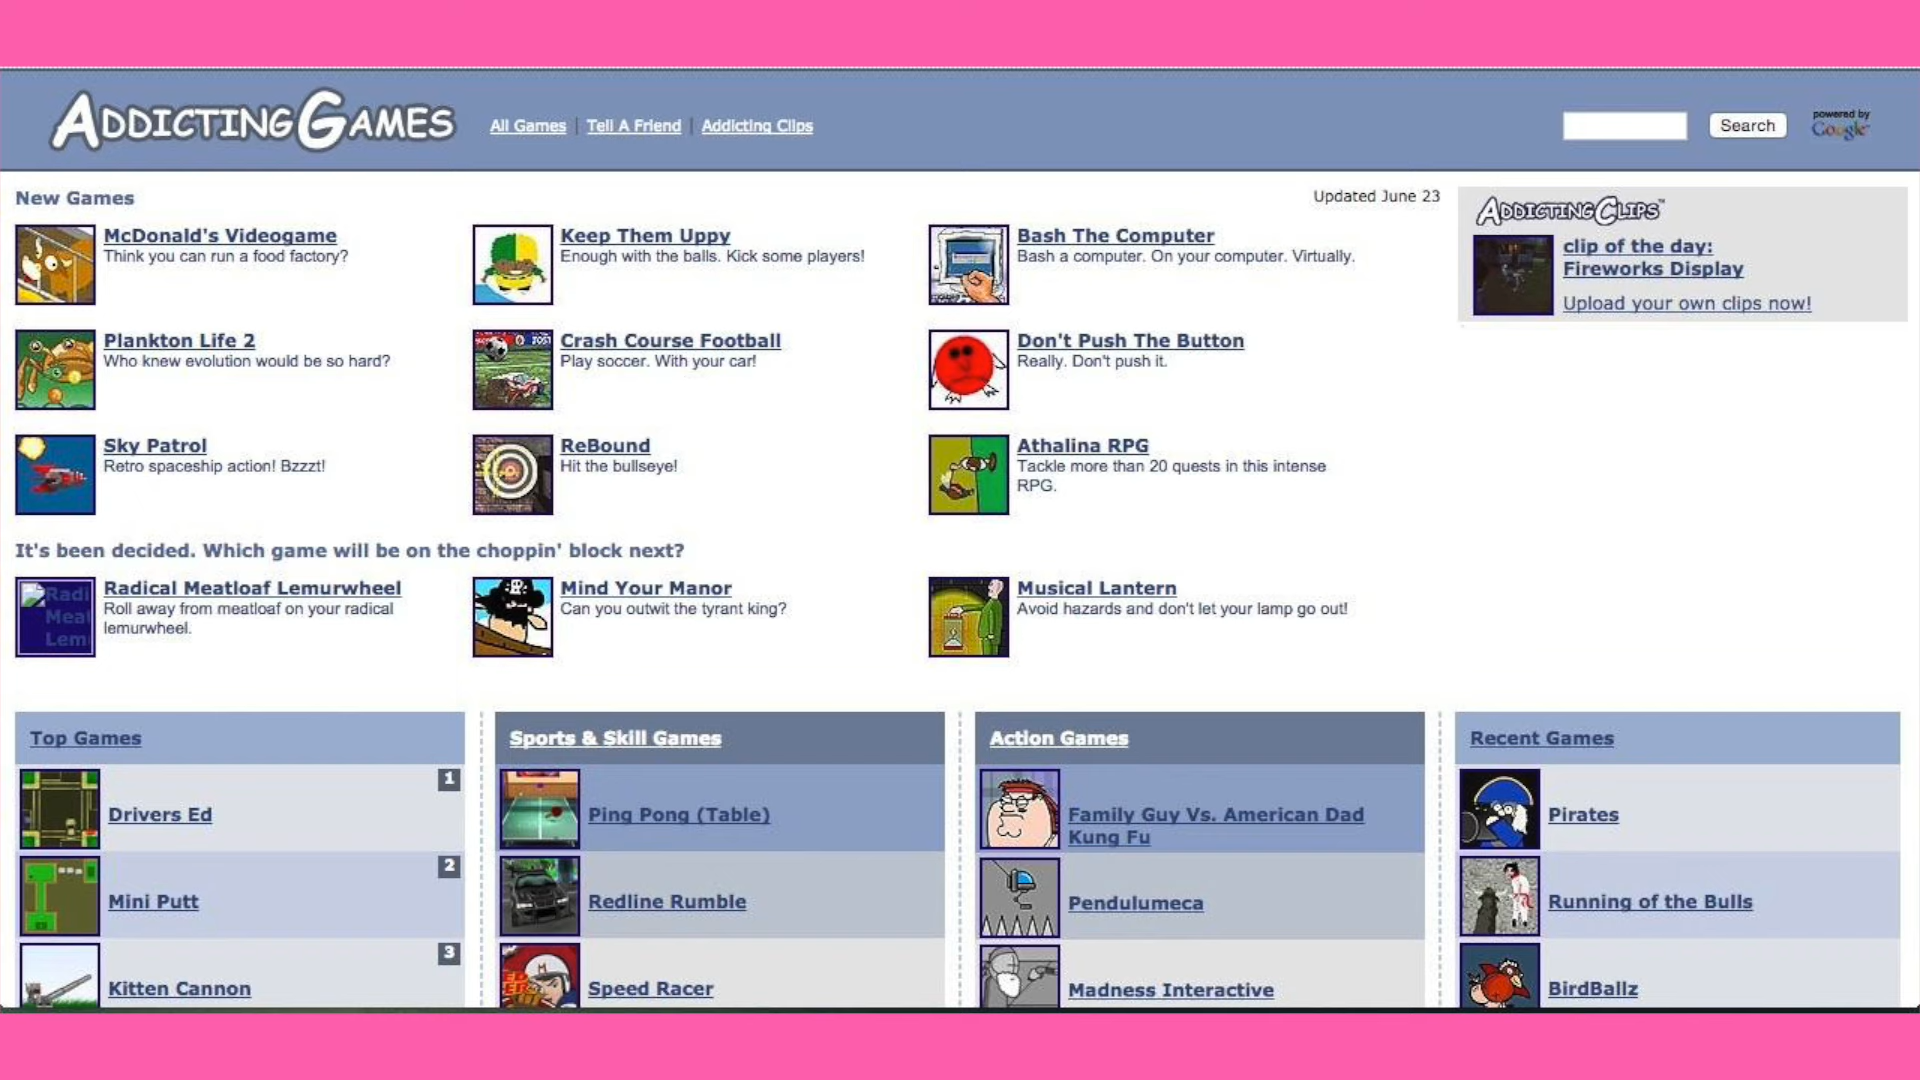 ADDICTINGGAMES
All Games | Tell A Friend | Addicting Clips
Search
powered by
Google
New Games
Updated June 23
McDonald's Videogame
Think you can run a food factory?
Keep Them Uppy
Enough with the balls. Kick some players!
Bash The Computer
Bash a computer. On your computer. Virtually.
ADDICTINGCLIPS™
clip of the day:
Fireworks Display
Upload your own clips now!
Plankton Life 2
Who knew evolution would be so hard?
Crash Course Football
Play soccer. With your car!
Don't Push The Button
Really. Don't push it.
Sky Patrol
Retro spaceship action! Bzzzt!
ReBound
Hit the bullseye!
Athalina RPG
Tackle more than 20 quests in this intense
RPG.
It's been decided. Which game will be on the choppin' block next?
Radi
Meat
Lem
Radical Meatloaf Lemurwheel
Roll away from meatloaf on your radical
lemurwheel.
Mind Your Manor
Can you outwit the tyrant king?
Musical Lantern
Avoid hazards and don't let your lamp go out!
Top Games
1
Drivers Ed
2
Mini Putt
3
Kitten Cannon
Sports & Skill Games
Ping Pong (Table)
Redline Rumble
Speed Racer
Action Games
Family Guy Vs. American Dad
Kung Fu
Pendulumeca
Madness Interactive
Recent Games
Pirates
Running of the Bulls
BirdBallz